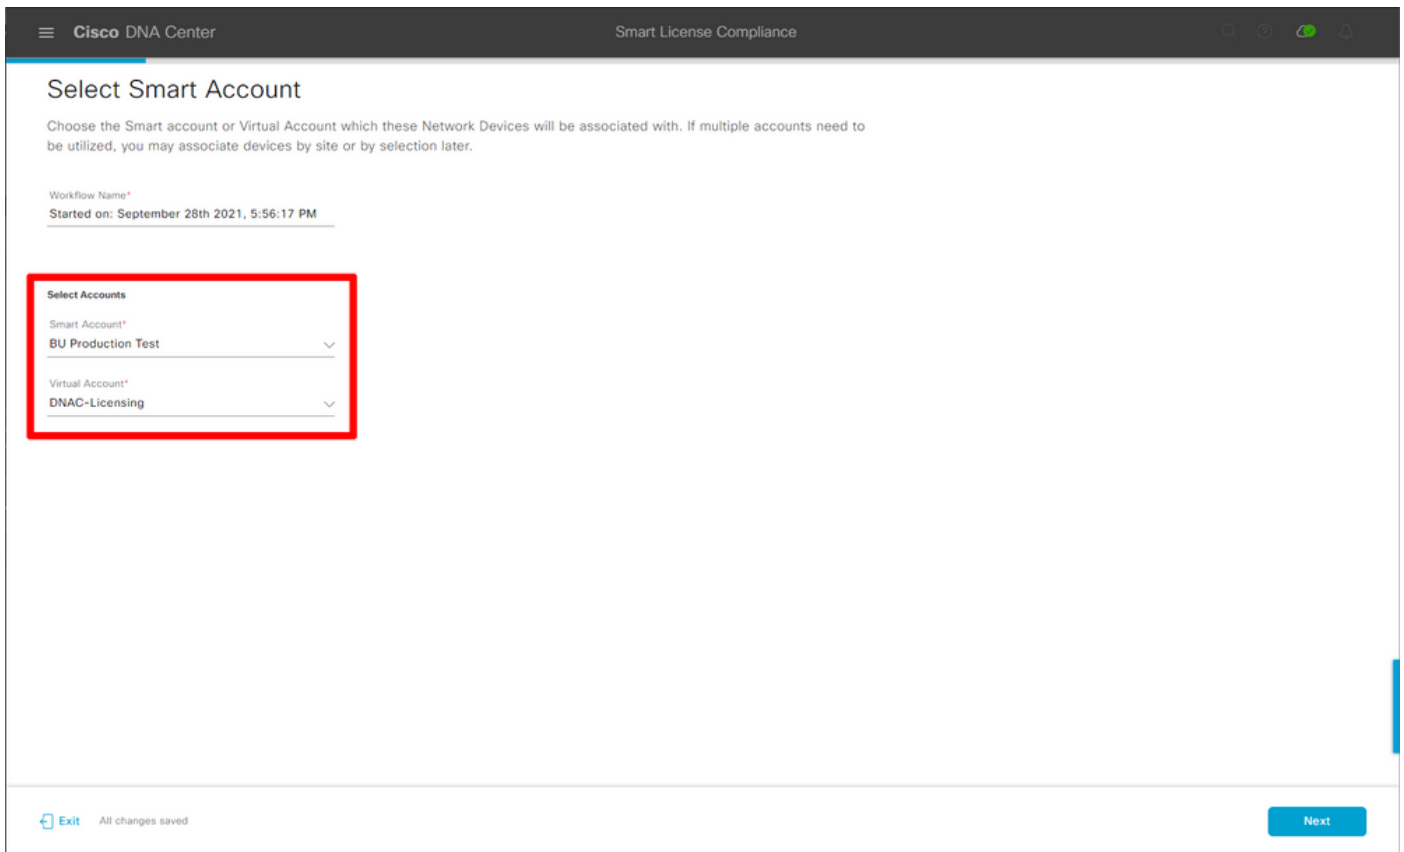 Cisco DNA Center
Smart License Compliance
Select Smart Account
Choose the Smart account or Virtual Account which these Network Devices will be associated with. If multiple accounts need to
be utilized, you may associate devices by site or by selection later.
Workflow Name*
Started on: September 28th 2021, 5:56:17 PM
Select Accounts
Smart Account*
BU Production Test
Virtual Account*
DNAC-Licensing
Exit
All changes saved
Next